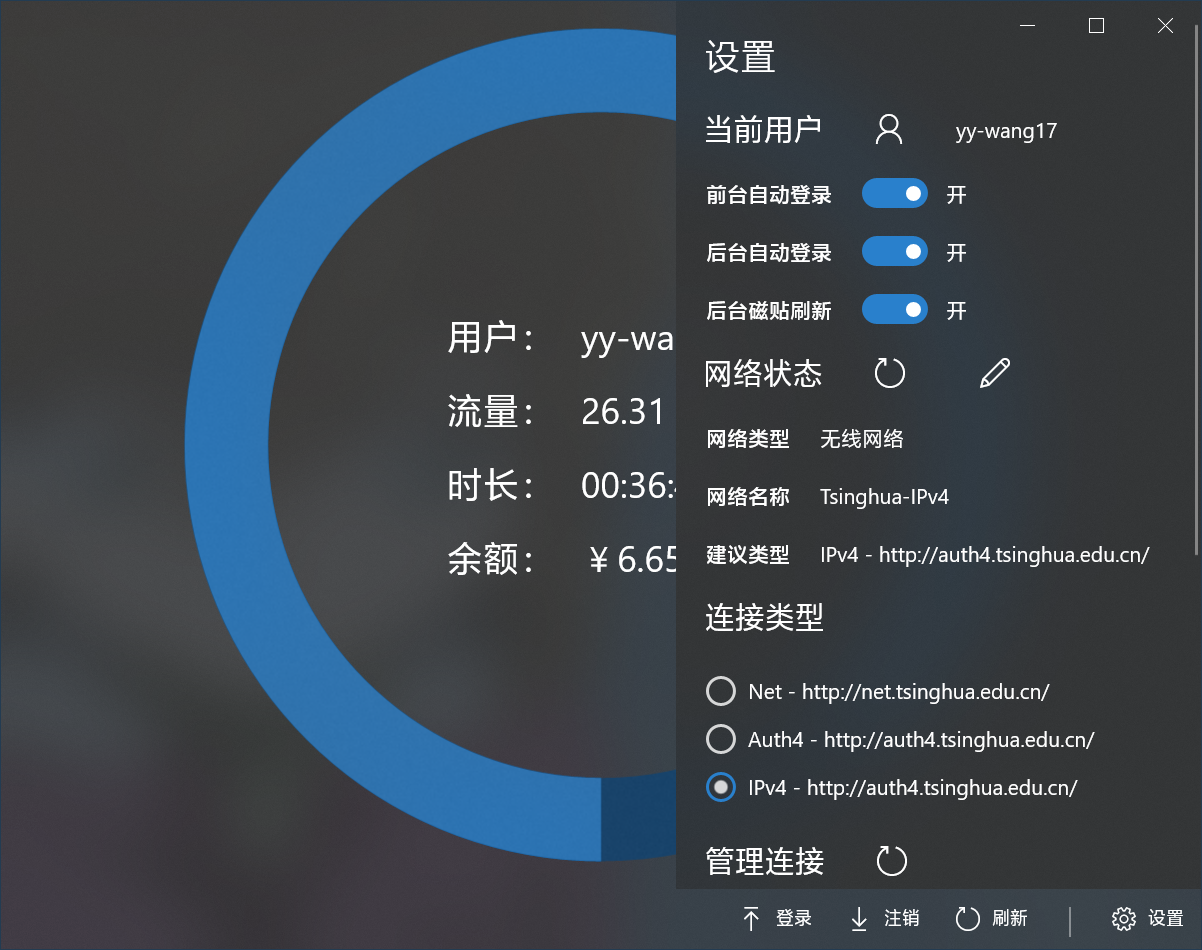 设置
当前用户 yy-wang17
前台自动登录 开
后台自动登录 开
后台磁贴刷新 开
网络状态
网络类型 无线网络
网络名称 Tsinghua-IPv4
建议类型 IPv4 - http://auth4.tsinghua.edu.cn/
连接类型
Net - http://net.tsinghua.edu.cn/
Auth4 - http://auth4.tsinghua.edu.cn/
IPv4 - http://auth4.tsinghua.edu.cn/
管理连接
用户： yy-wa
流量： 26.31
时长： 00:36:
余额： ￥6.65
登录 注销 刷新 设置